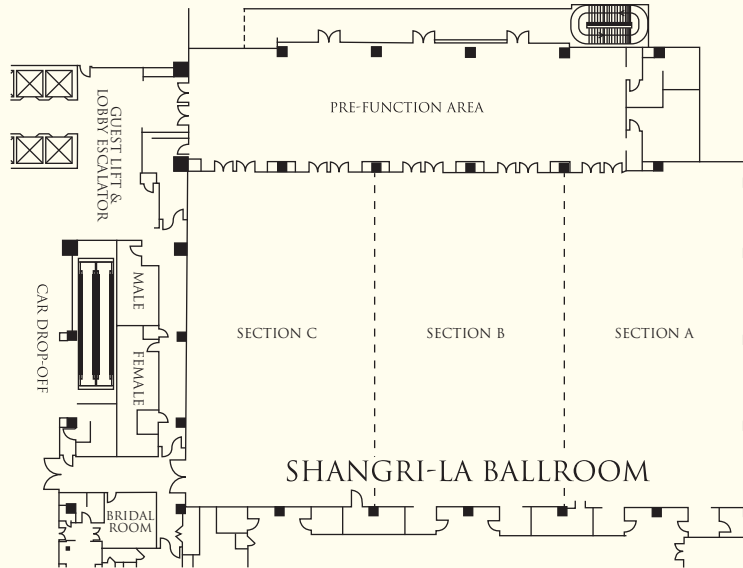 PRE-FUNCTION AREA
GUEST LIFT &
LOBBY ESCALATOR
MALE
CAR DROP-OFF
FEMALE
SECTION C
SECTION B
SECTION A
SHANGRI-LA BALLROOM
BRIDAL
ROOM